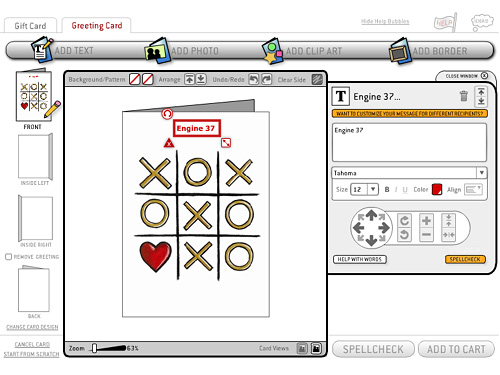 Gift Card
Greeting Card
Hide Help Bubbles
HELP
IDEAS
ADD TEXT
ADD PHOTO
ADD CLIP ART
ADD BORDER
Background/Pattern
Arrange
Undo/Redo
Clear Side
CLOSE WINDOW
T
Engine 37...
WANT TO CUSTOMIZE YOUR MESSAGE FOR DIFFERENT RECIPIENTS?
Engine 37
Engine 37
Tahoma
Size
12
B
I
U
Color
Align
HELP WITH WORDS
SPELLCHECK
FRONT
INSIDE LEFT
INSIDE RIGHT
REMOVE GREETING
BACK
CHANGE CARD DESIGN
CANCEL CARD
START FROM SCRATCH
Zoom
63%
Card Views
SPELLCHECK
ADD TO CART